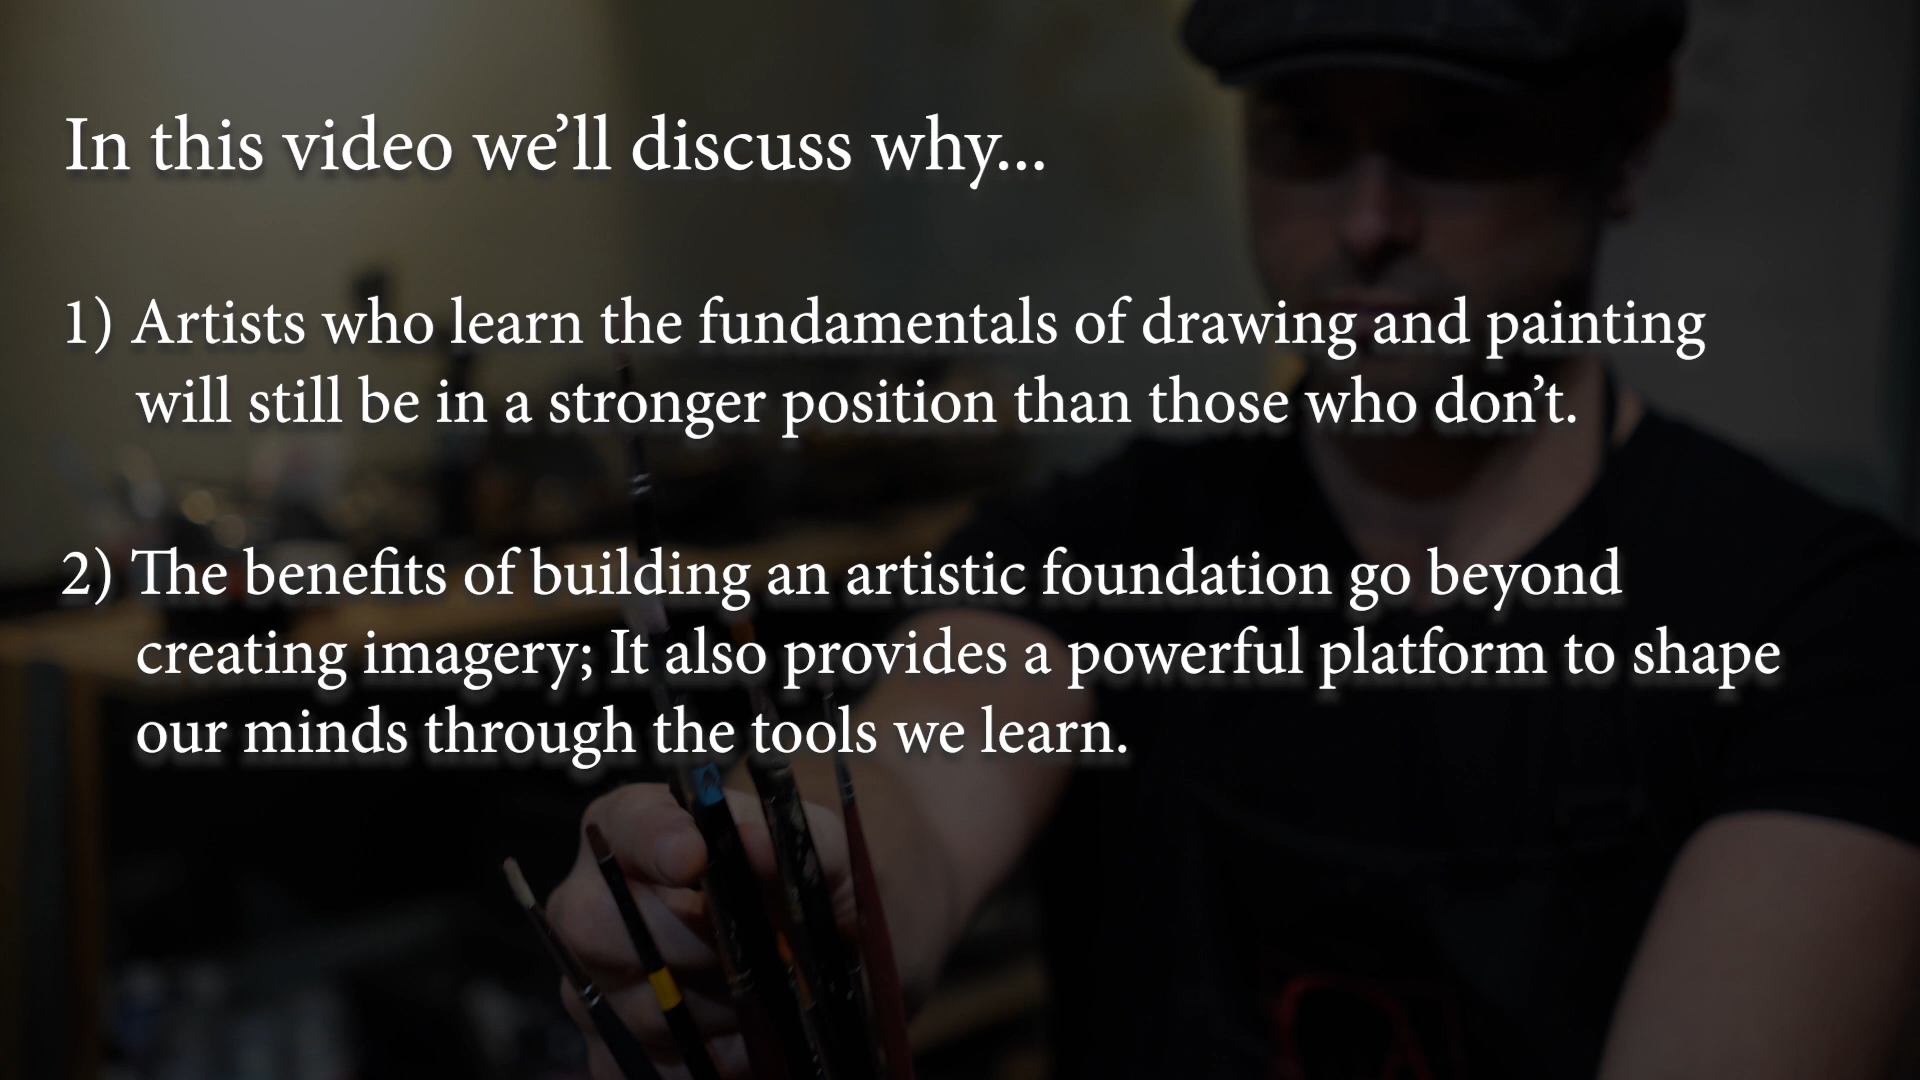 In this video we’ll discuss why...
1) Artists who learn the fundamentals of drawing and painting
will still be in a stronger position than those who don’t.
2) The benefits of building an artistic foundation go beyond
creating imagery; It also provides a powerful platform to shape
our minds through the tools we learn.